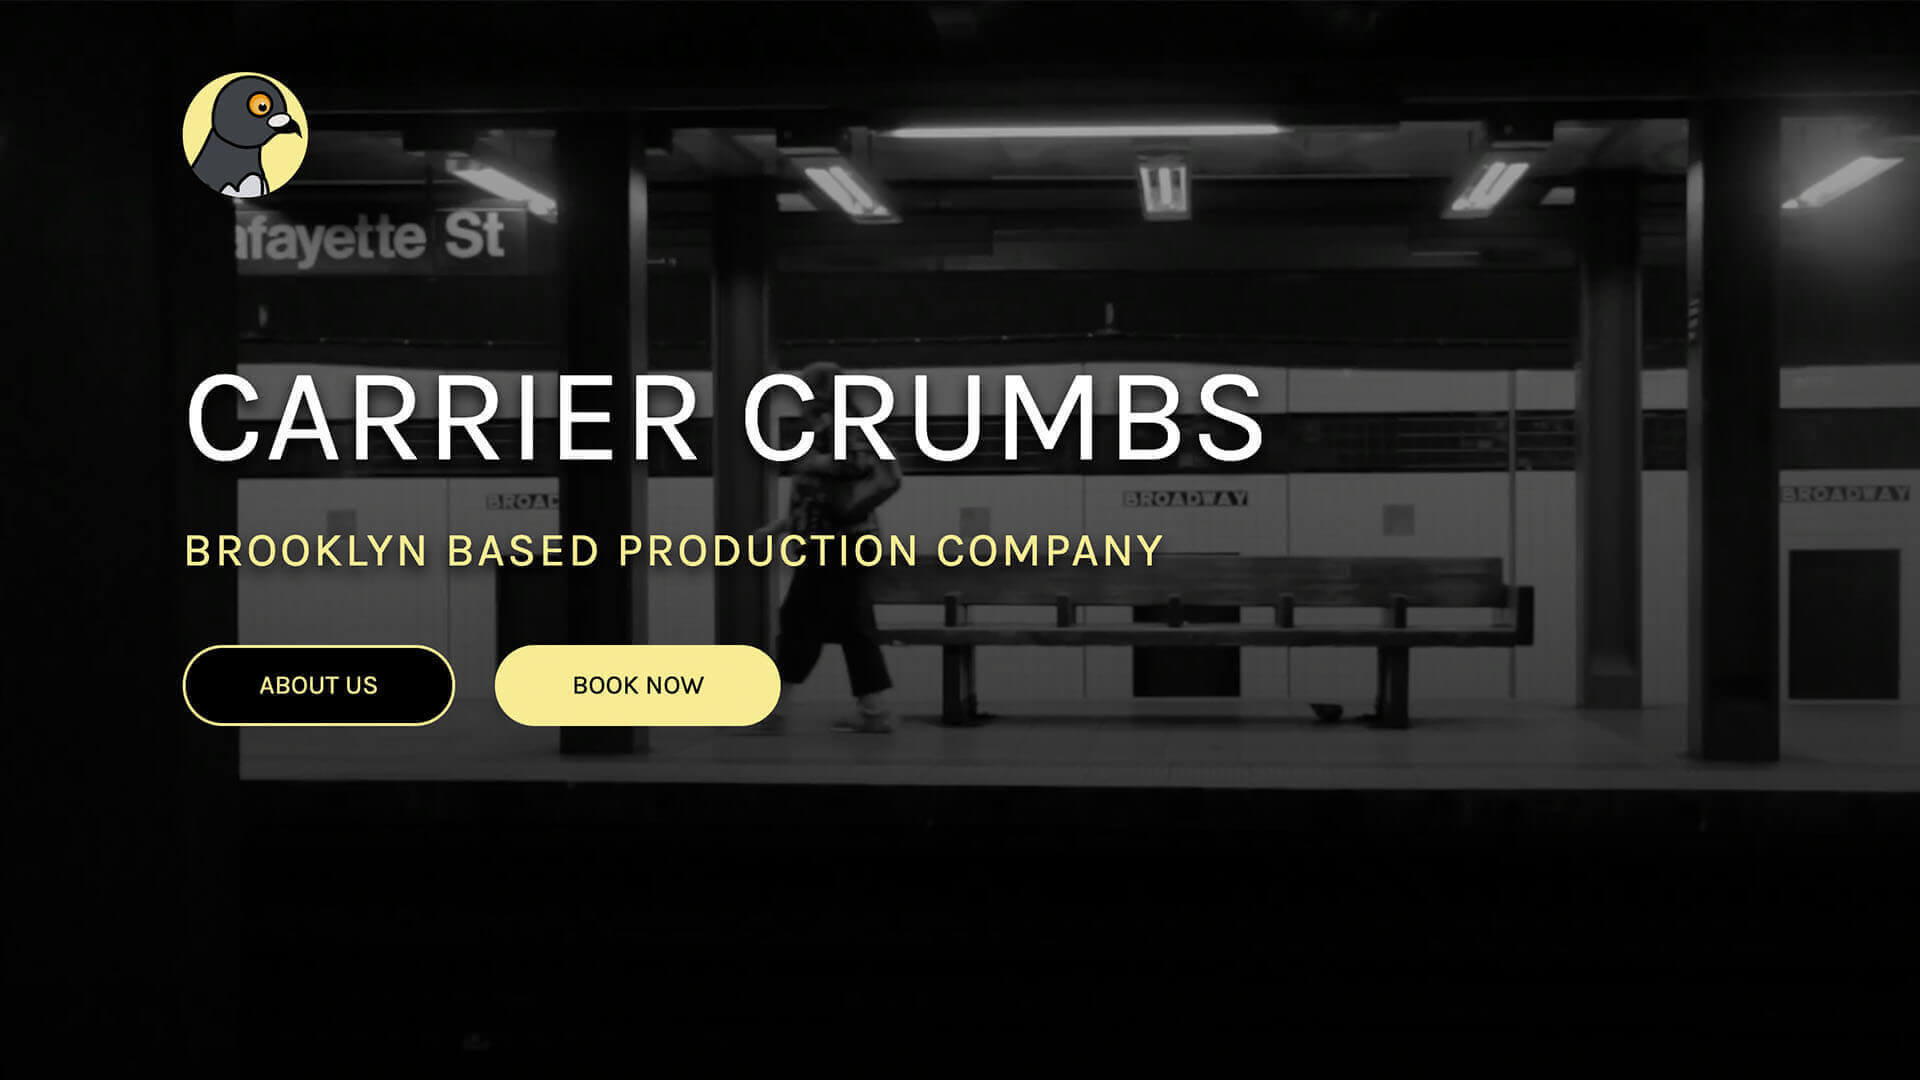 afayette St
CARRIER CRUMBS
BROADWAY
BROADWAY
BROOKLYN BASED PRODUCTION COMPANY
ABOUT US
BOOK NOW